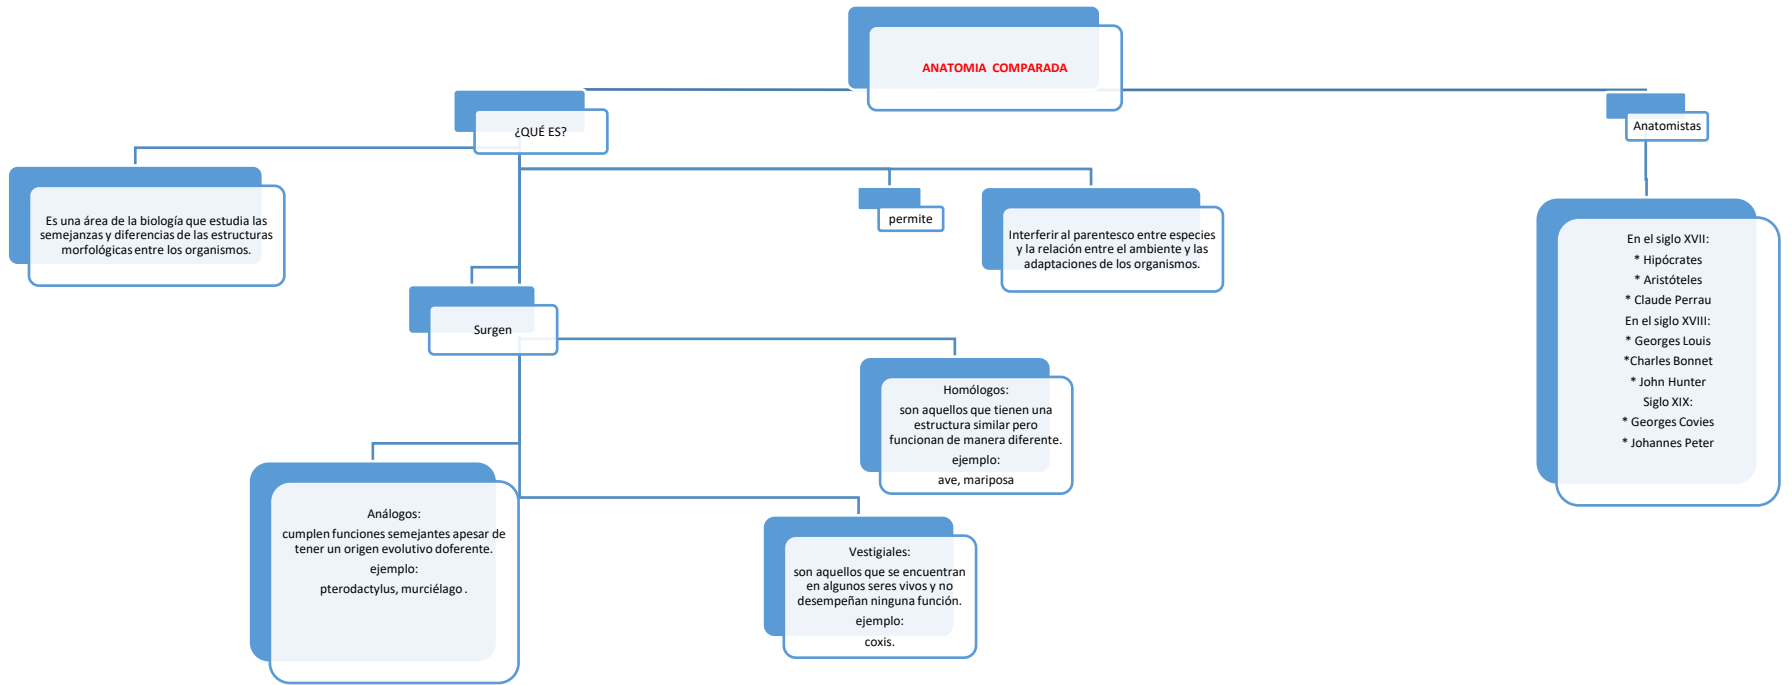 ANATOMIA COMPARADA
¿QUÉ ES?
Anatomistas
Es una área de la biología que estudia las
semejanzas y diferencias de las estructuras
morfológicas entre los organismos.
permite
Interferir al parentesco entre especies
y la relación entre el ambiente y las
adaptaciones de los organismos.
Surgen
Homólogos:
son aquellos que tienen una
estructura similar pero
funcionan de manera diferente.
ejemplo:
ave, mariposa
Análogos:
cumplen funciones semejantes apesar de
tener un origen evolutivo doferente.
ejemplo:
pterodactylus, murciélago .
Vestigiales:
son aquellos que se encuentran
en algunos seres vivos y no
desempeñan ninguna función.
ejemplo:
coxis.
En el siglo XVII:
* Hipócrates
* Aristóteles
* Claude Perrau
En el siglo XVIII:
* Georges Louis
*Charles Bonnet
* John Hunter
Siglo XIX:
* Georges Covies
* Johannes Peter